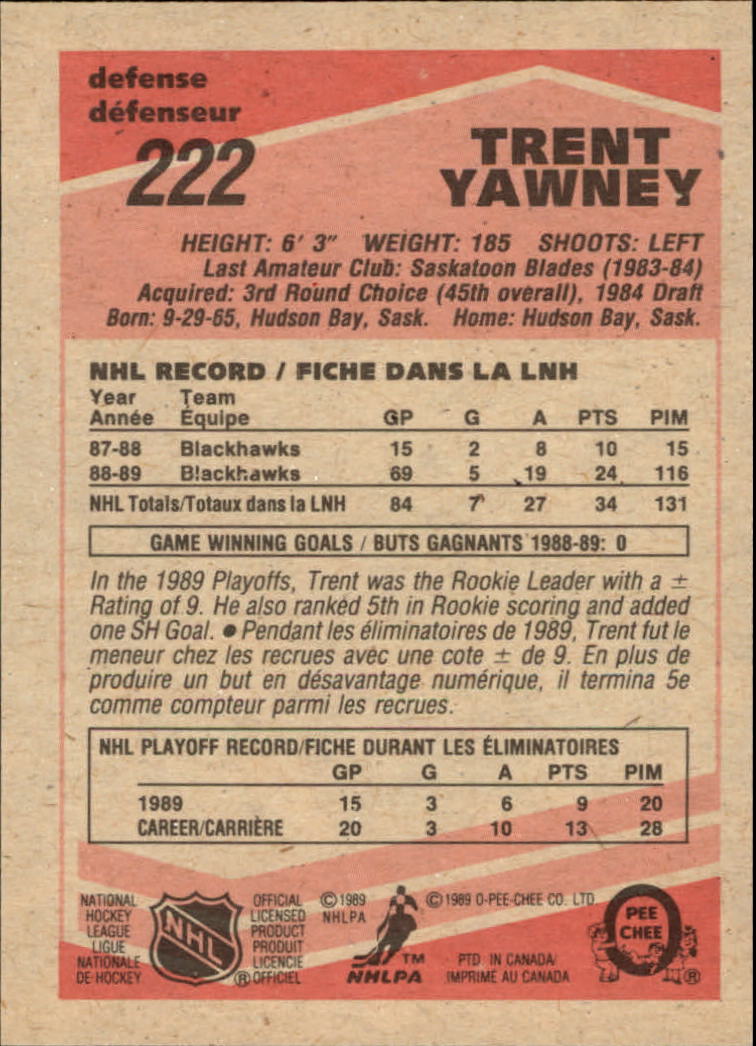 defense
défenseur
222
TRENT
YAWNEY
HEIGHT: 6' 3" WEIGHT: 185 SHOOTS: LEFT
Last Amateur Club: Saskatoon Blades (1983-84)
Acquired: 3rd Round Choice (45th overall), 1984 Draft
Born: 9-29-65, Hudson Bay, Sask. Home: Hudson Bay, Sask.
NHL RECORD / FICHE DANS LA LNH
Year Team
Année Équipe GP G A PTS PIM
87-88 Blackhawks 15 2 8 10 15
88-89 Blackhawks 69 5 19 24 116
NHL Totals/Totaux dans la LNH 84 7 27 34 131
GAME WINNING GOALS / BUTS GAGNANTS 1988-89: 0
In the 1989 Playoffs, Trent was the Rookie Leader with a ±
Rating of 9. He also ranked 5th in Rookie scoring and added
one SH Goal. ● Pendant les éliminatoires de 1989, Trent fut le
meneur chez les recrues avec une cote ± de 9. En plus de
produire un but en désavantage numérique, il termina 5e
comme compteur parmi les recrues.
NHL PLAYOFF RECORD/FICHE DURANT LES ÉLIMINATOIRES
GP G A PTS PIM
1989 15 3 6 9 20
CAREER/CARRIÈRE 20 3 10 13 28
NATIONAL
HOCKEY
LEAGUE
LIGUE
NATIONALE
DE HOCKEY
NHL
®
OFFICIAL
LICENSED
PRODUCT
PRODUIT
LICENCIE
OFFICIEL
© 1989
NHLPA
TM
NHLPA
© 1989 O-PEE-CHEE CO. LTD.
PTD. IN CANADA
IMPRIMÉ AU CANADA
PEE
CHEE
®